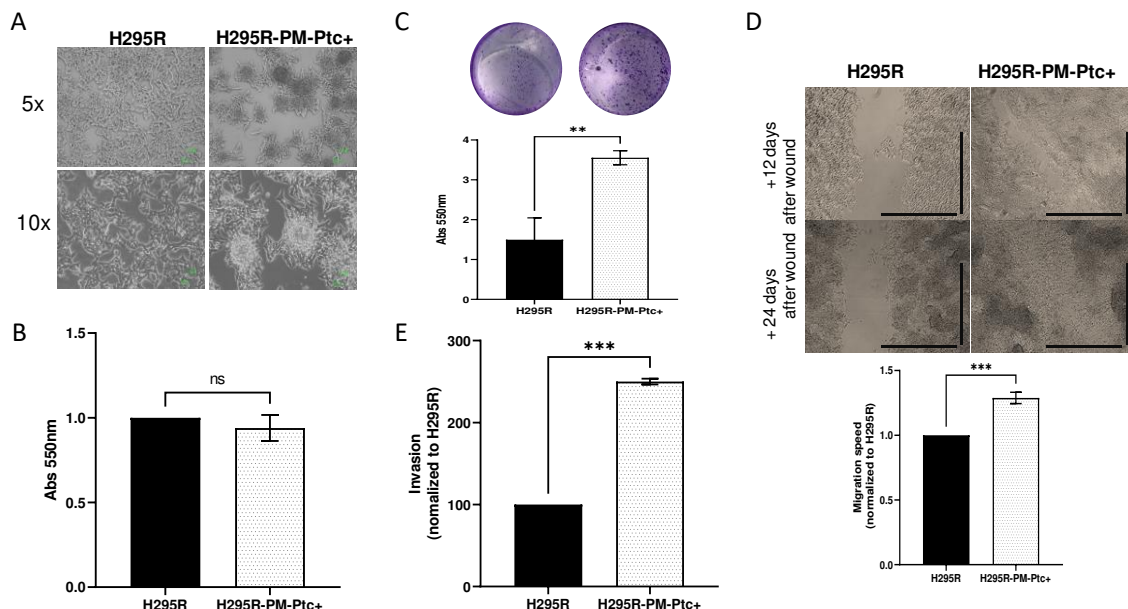 A
H295R
H295R-PM-Ptc+
5x
10x
B
ns
Abs 550nm
1.5
1.0
0.5
0.0
H295R
H295R-PM-Ptc+
C
**
Abs 550nm
4
3
2
1
0
H295R
H295R-PM-Ptc+
E
***
Invasion
(normalized to H295R)
300
200
100
0
H295R
H295R-PM-Ptc+
D
H295R
H295R-PM-Ptc+
+12 days
after wound
+ 24 days
after wound
***
Migration speed
(normalized to H295R)
1.5
1.0
0.5
0.0
H295R
H295R-PM-Ptc+